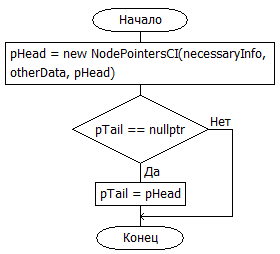 Начало
pHead = new NodePointersCI(necessaryInfo,
otherData, pHead)
pTail == nullptr
Нет
Да
pTail = pHead
Конец